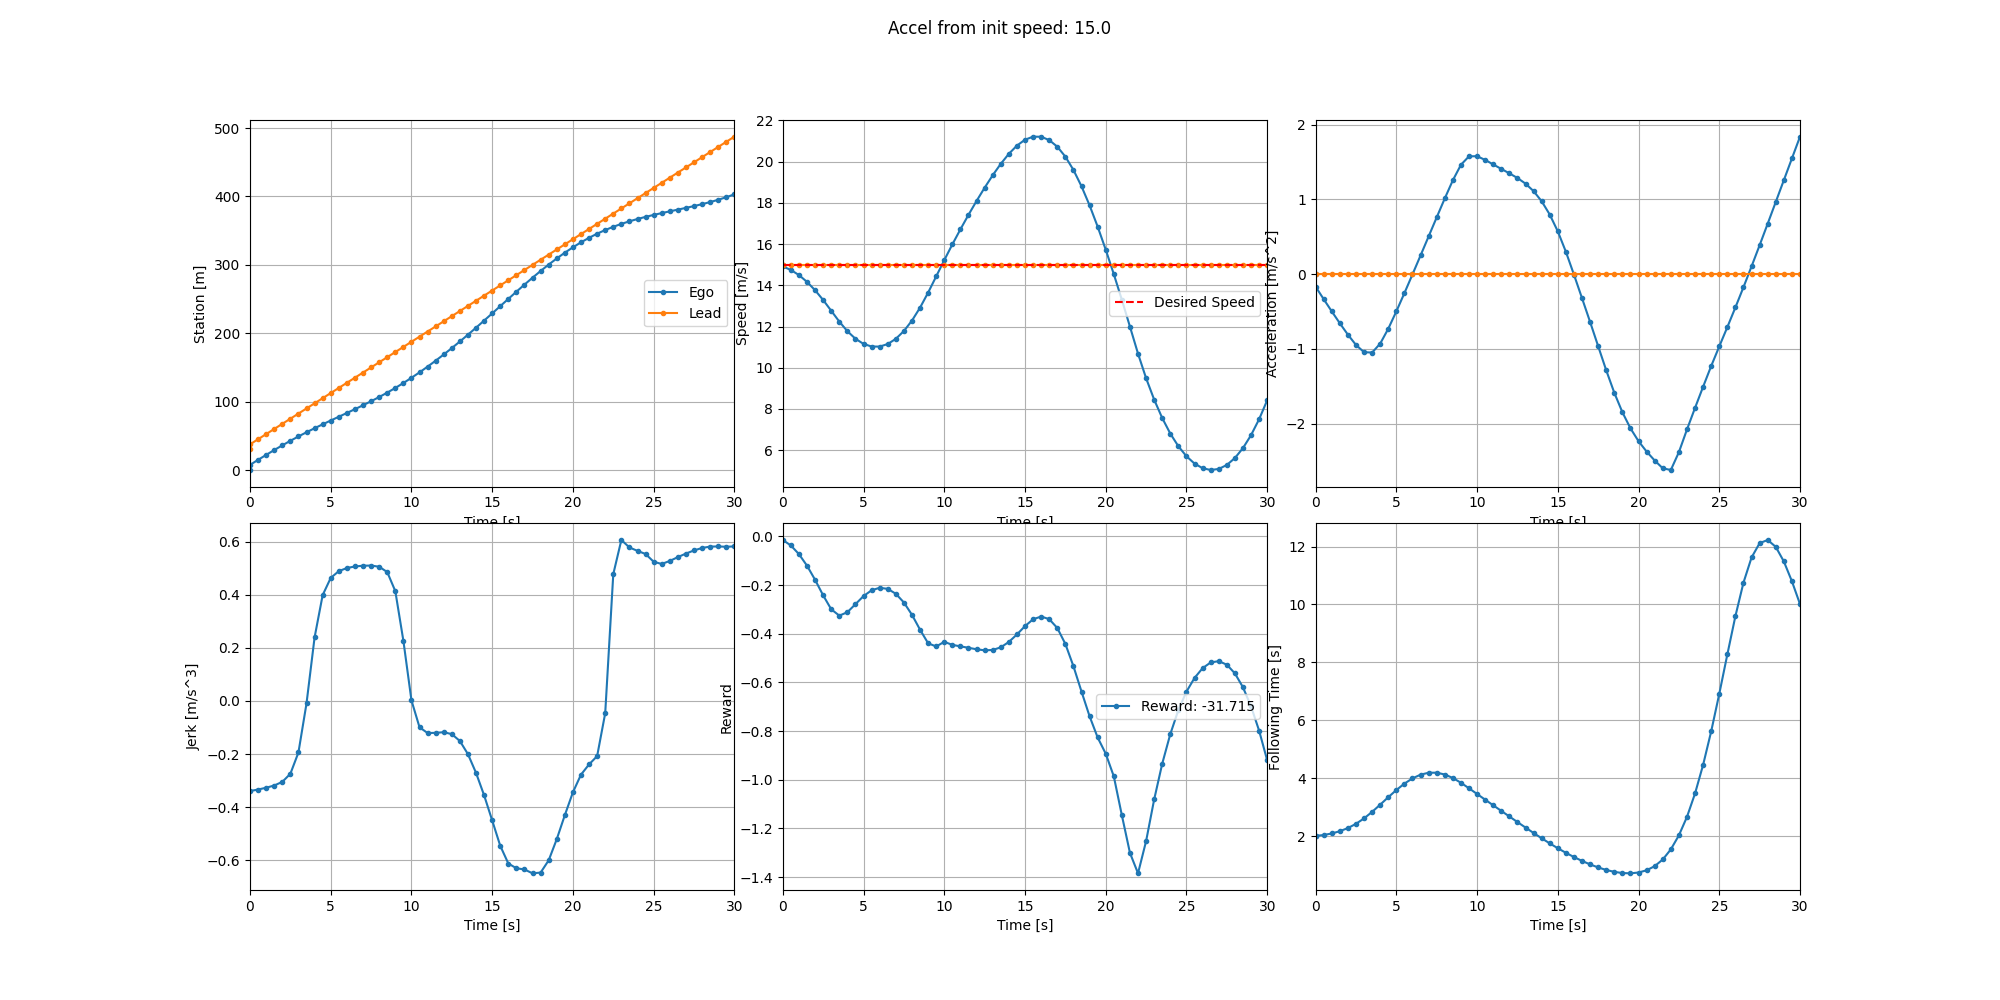 Accel from init speed: 15.0
Station [m]
500
400
300
200
100
0
0 5 10 15 20 25 30
Time [s]
Ego
Lead
Speed [m/s]
22
20
18
16
14
12
10
8
6
0 5 10 15 20 25 30
Time [s]
Desired Speed
Acceleration [m/s^2]
2
1
0
−1
−2
0 5 10 15 20 25 30
Time [s]
Jerk [m/s^3]
0.6
0.4
0.2
0.0
−0.2
−0.4
−0.6
0 5 10 15 20 25 30
Time [s]
Reward
0.0
−0.2
−0.4
−0.6
−0.8
−1.0
−1.2
−1.4
0 5 10 15 20 25 30
Time [s]
Reward: -31.715
Following Time [s]
12
10
8
6
4
2
0 5 10 15 20 25 30
Time [s]